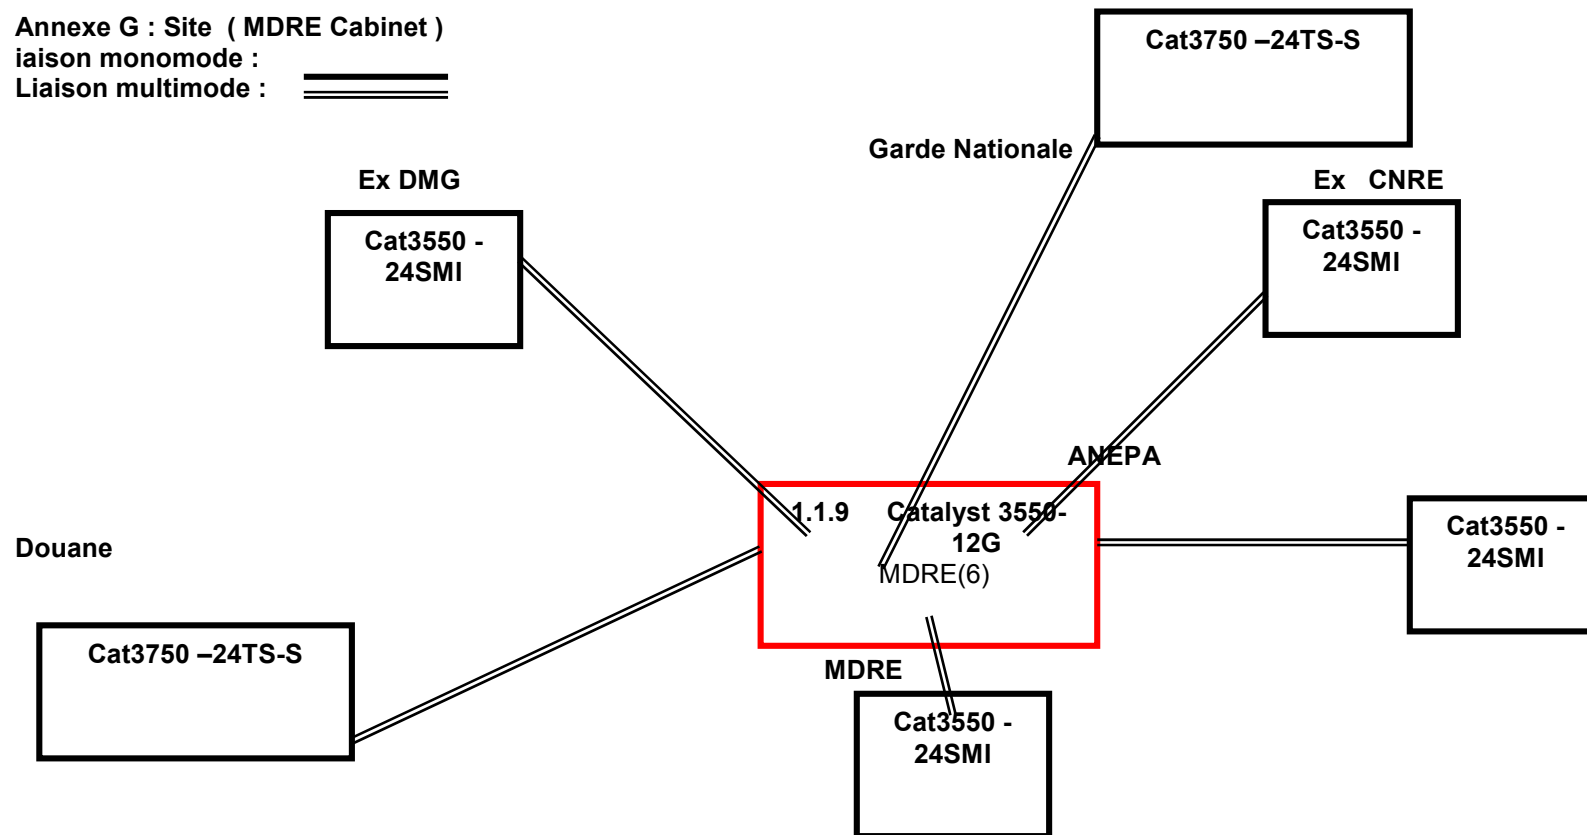 Annexe G : Site  ( MDRE Cabinet )
iaison monomode :
Liaison multimode :
Cat3750 –24TS-S
Garde Nationale
Ex DMG
Ex   CNRE
Cat3550 -
24SMI
Cat3550 -
24SMI
ANEPA
1.1.9     Catalyst 3550-
12G
MDRE(6)
Cat3550 -
24SMI
Douane
Cat3750 –24TS-S
MDRE
Cat3550 -
24SMI